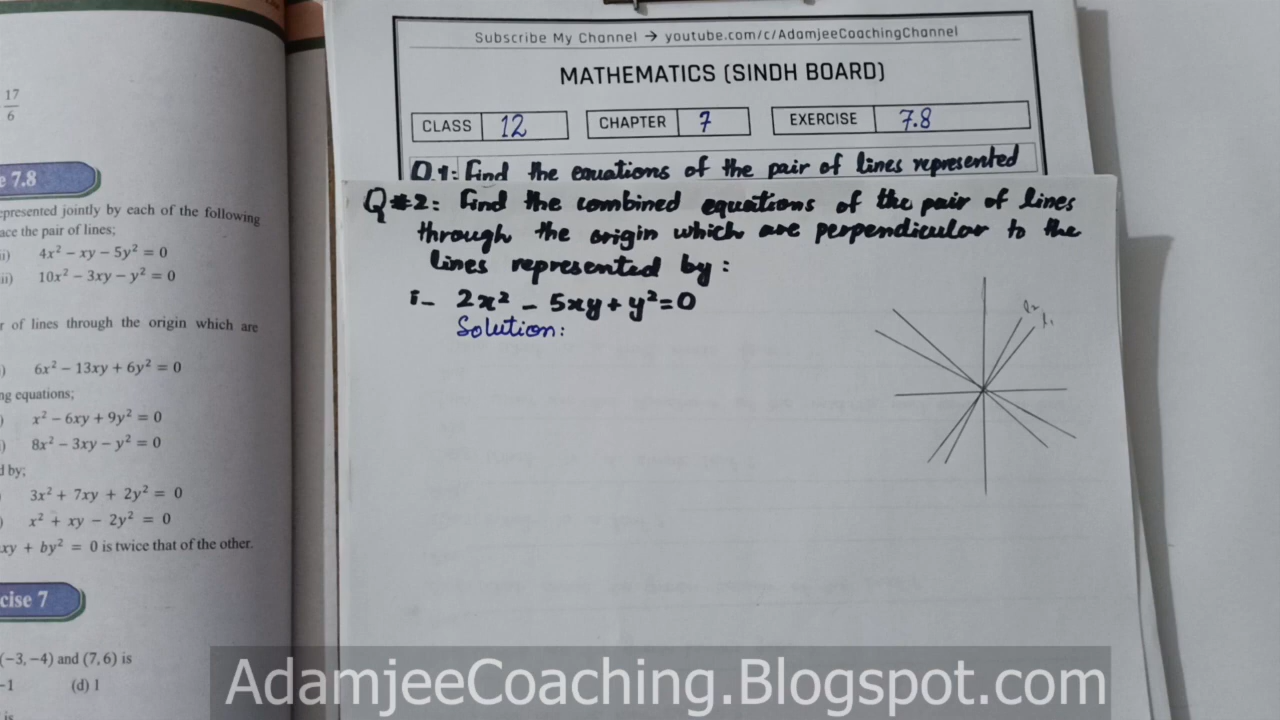 17
6
e 7.8
epresented jointly by each of the following
ace the pair of lines;
ii) 4x² – xy – 5y² = 0
ii) 10x² – 3xy – y² = 0
r of lines through the origin which are
) 6x² – 13xy + 6y² = 0
ng equations;
) x² – 6xy + 9y² = 0
i) 8x² – 3xy – y² = 0
d by;
3x² + 7xy + 2y² = 0
) x² + xy – 2y² = 0
xy + by² = 0 is twice that of the other.
cise 7
(–3, –4) and (7, 6) is
–1 (d) 1
is
Subscribe My Channel → youtube.com/c/AdamjeeCoachingChannel
MATHEMATICS (SINDH BOARD)
CLASS 12 CHAPTER 7 EXERCISE 7.8
Q.1: Find the equations of the pair of lines represented
Q#2: Find the combined equations of the pair of lines
through the origin which are perpendicular to the
lines represented by:
i- 2x² - 5xy + y² = 0
Solution:
l₂
l₁
AdamjeeCoaching.Blogspot.com